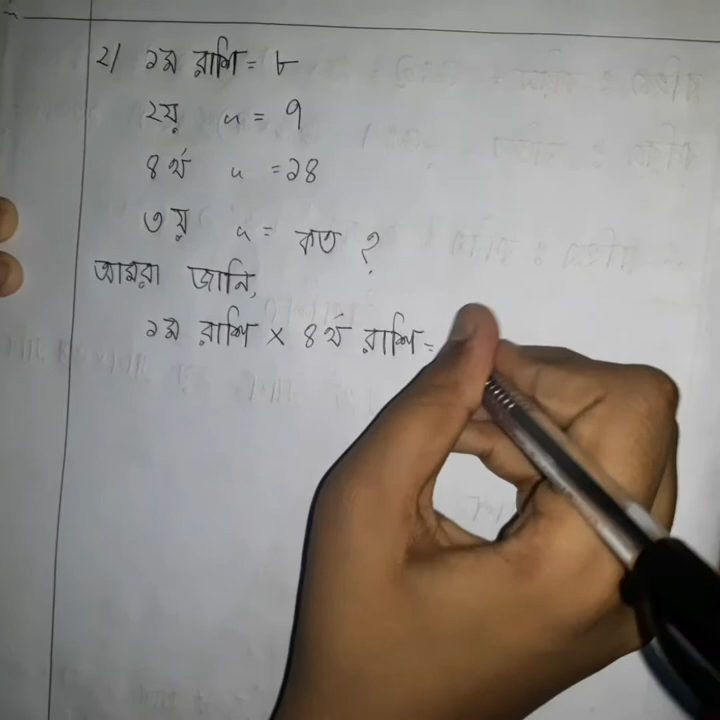 ২/ ১ম রাশি = ৮
২য় " = ৭
৪র্থ " = ১৪
৩য় " = কত ?
আমরা জানি,
১ম রাশি × ৪র্থ রাশি =